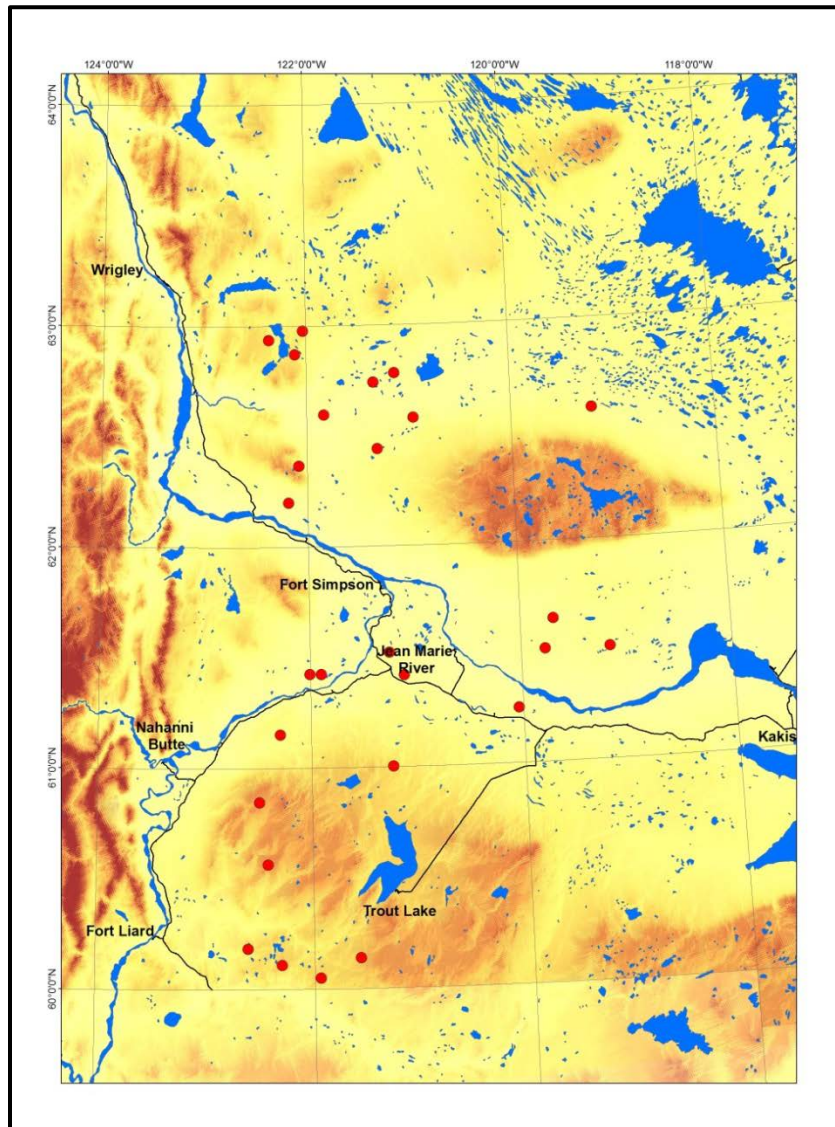 124°0'0"W 122°0'0"W 120°0'0"W 118°0'0"W
64°0'0"N
Wrigley
63°0'0"N
62°0'0"N
Fort Simpson
Jean Marie
River
Nahanni
Butte
Kakis
61°0'0"N
Trout Lake
Fort Liard
60°0'0"N